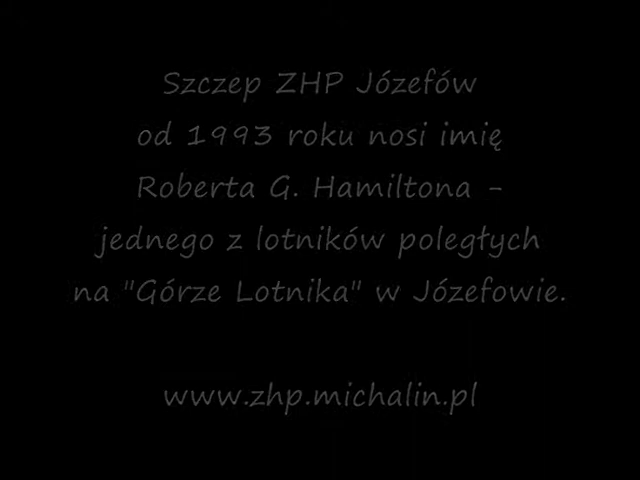 Szczep ZHP Józefów
od 1993 roku nosi imię
Roberta G. Hamiltona -
jednego z lotników poległych
na "Górze Lotnika" w Józefowie.
www.zhp.michalin.pl